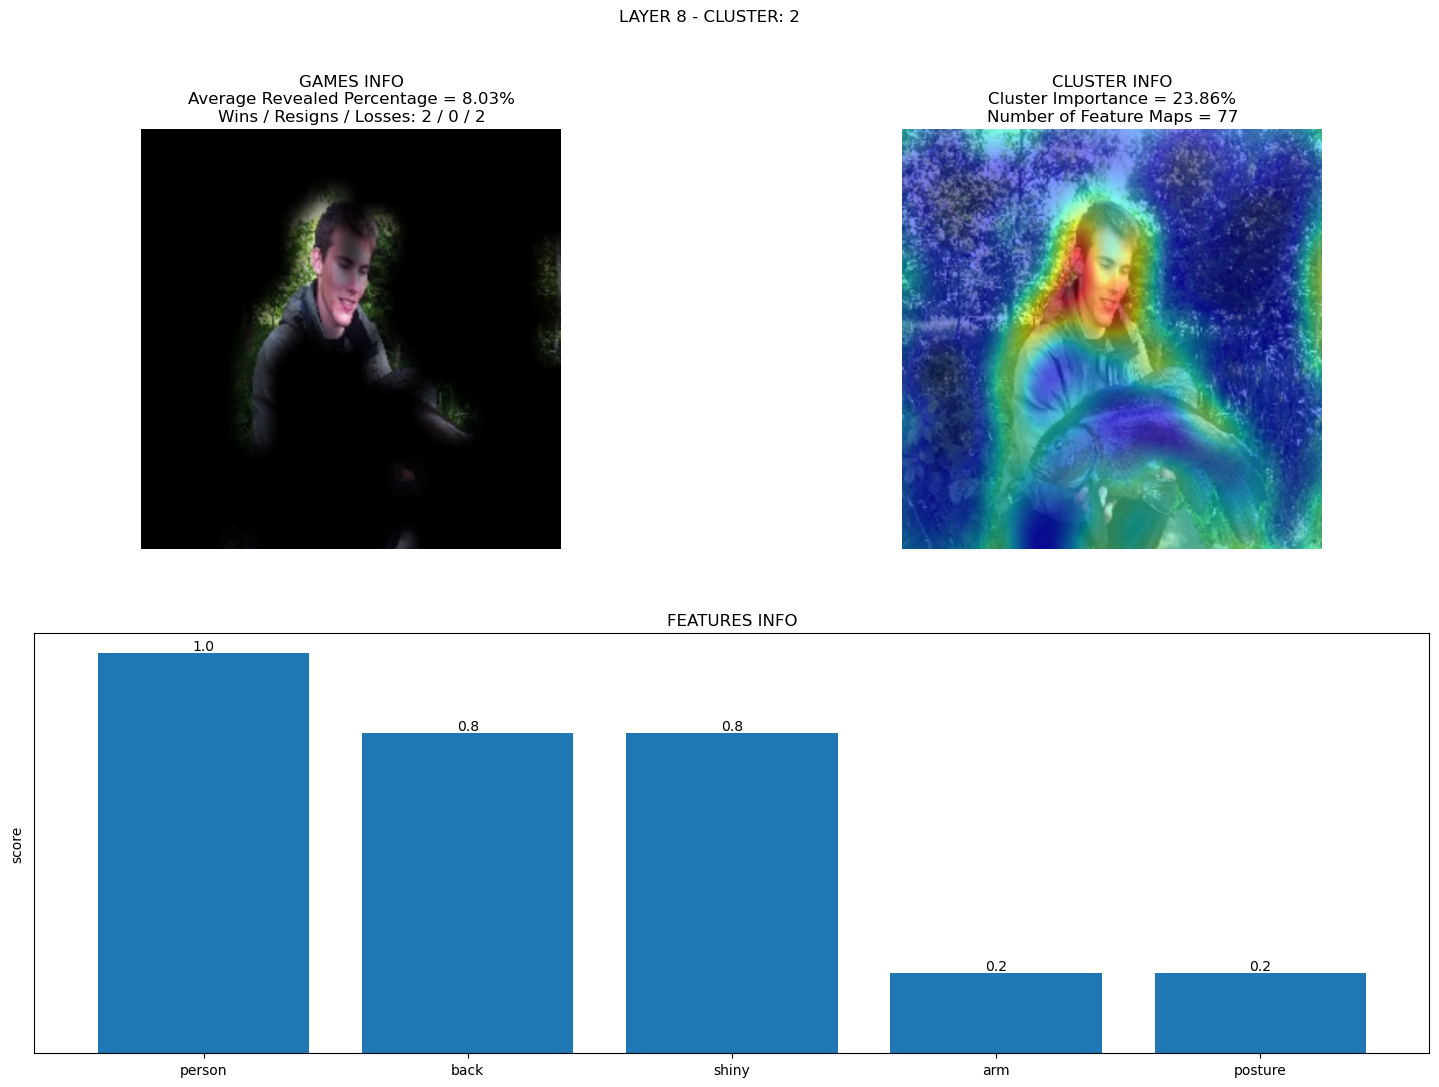 LAYER 8 - CLUSTER: 2
GAMES INFO
Average Revealed Percentage = 8.03%
Wins / Resigns / Losses: 2 / 0 / 2
CLUSTER INFO
Cluster Importance = 23.86%
Number of Feature Maps = 77
FEATURES INFO
score
1.0
0.8
0.8
0.2
0.2
person
back
shiny
arm
posture